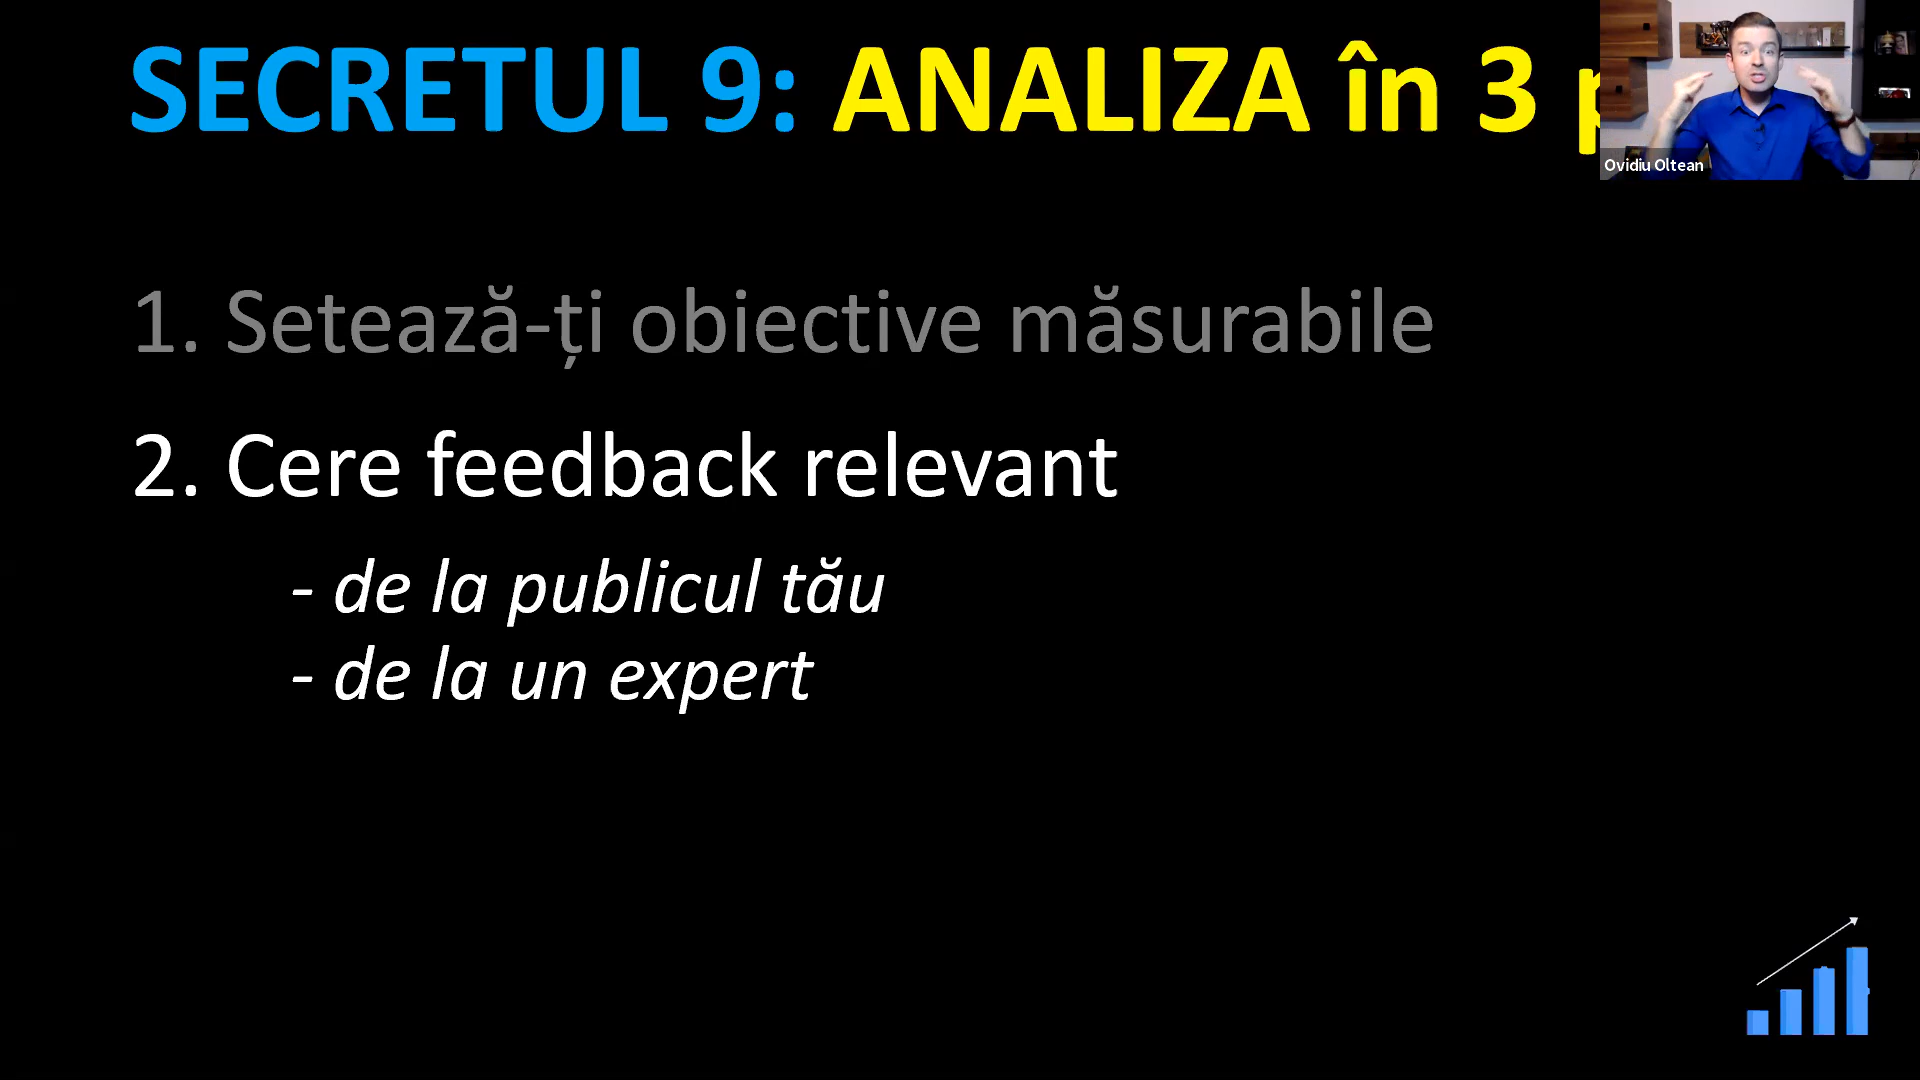 SECRETUL 9: ANALIZA în 3
Ovidiu Oltean
1. Setează-ți obiective măsurabile
2. Cere feedback relevant
- de la publicul tău
- de la un expert